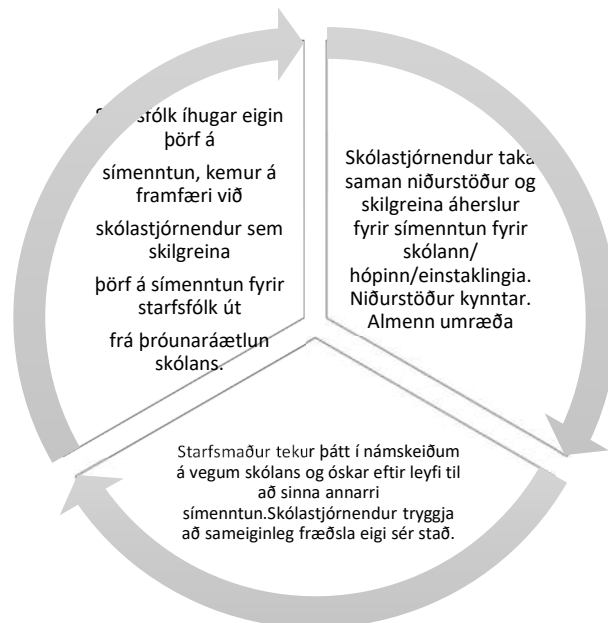 íhugar eigin
þörf á
símenntun, kemur á
framfæri við
skólastjórnendur sem
skilgreina
þörf á símenntun fyrir
starfsfólk út
frá þróunaráætlun
skólans.
Skólastjórnendur taka
saman niðurstöður og
skilgreina áherslur
fyrir símenntun fyrir
skólann/
hópinn/einstaklingia.
Niðurstöður kynntar.
Almenn umræða
Starfsmaður tekur þátt í námskeiðum
á vegum skólans og óskar eftir leyfi til
að sinna annarri
símenntun.Skólastjórnendur tryggja
að sameiginleg fræðsla eigi sér stað.